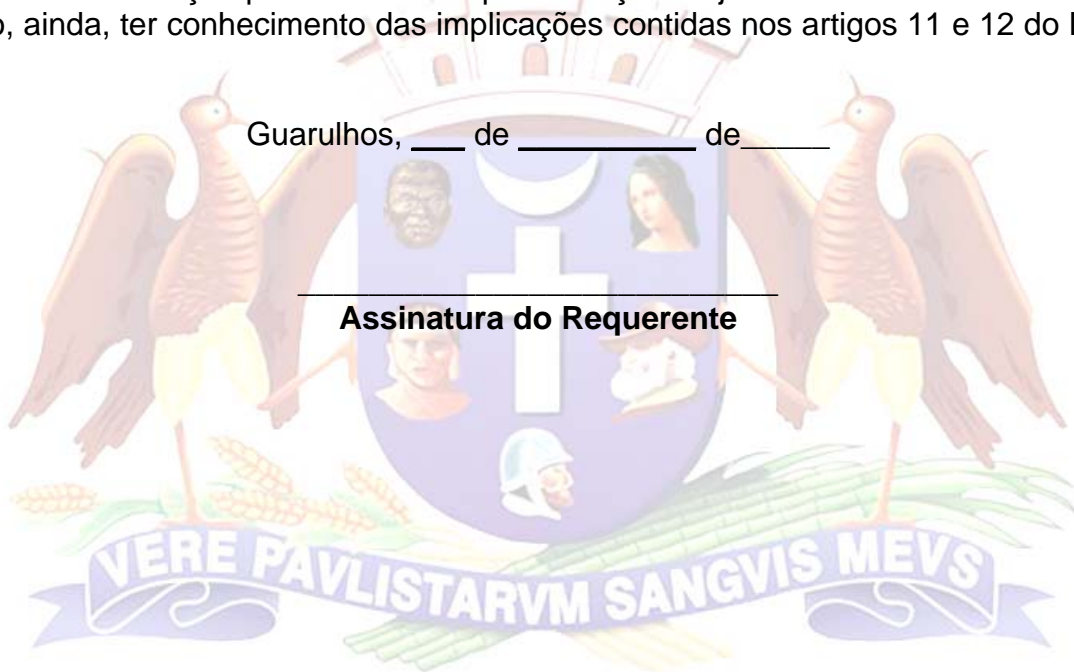 , ainda, ter conhecimento das implicações contidas nos artigos 11 e 12 do
Guarulhos, ___ de __________ de_____
___________________________
Assinatura do Requerente
VERE PAVLISTARVM SANGVIS MEVS